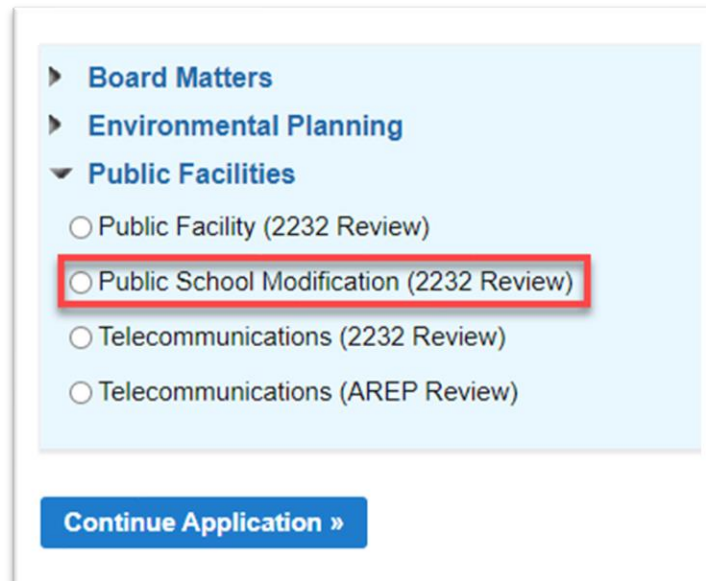 Board Matters
Environmental Planning
Public Facilities
Public Facility (2232 Review)
Public School Modification (2232 Review)
Telecommunications (2232 Review)
Telecommunications (AREP Review)
Continue Application »